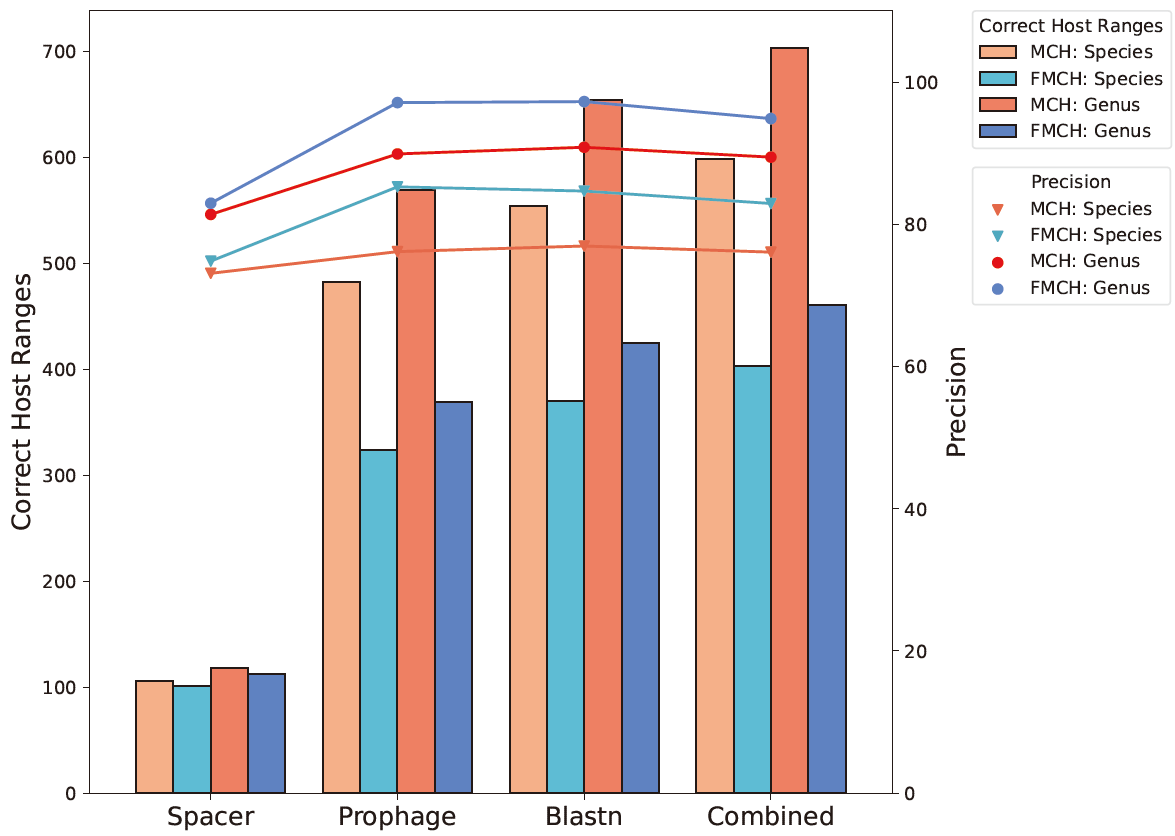 Correct Host Ranges
700
600
500
400
300
200
100
0
Spacer
Prophage
Blastn
Combined
100
80
60
40
20
0
Precision
Correct Host Ranges
MCH: Species
FMCH: Species
MCH: Genus
FMCH: Genus
Precision
MCH: Species
FMCH: Species
MCH: Genus
FMCH: Genus